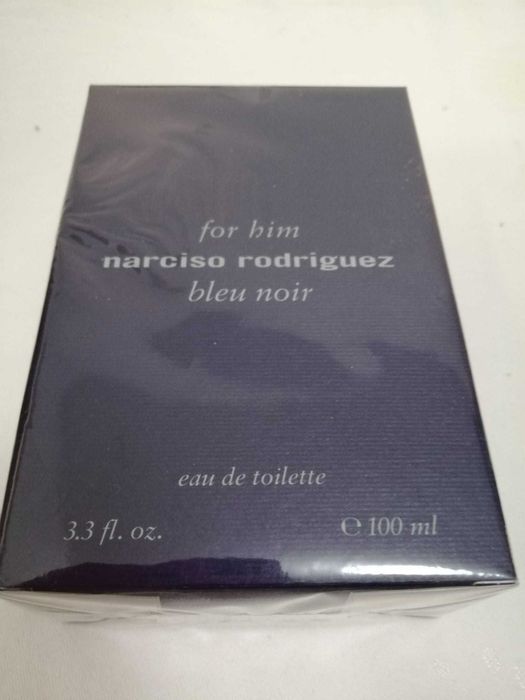 for him
narciso rodriguez
bleu noir
eau de toilette
3.3 fl. oz. ℮ 100 ml